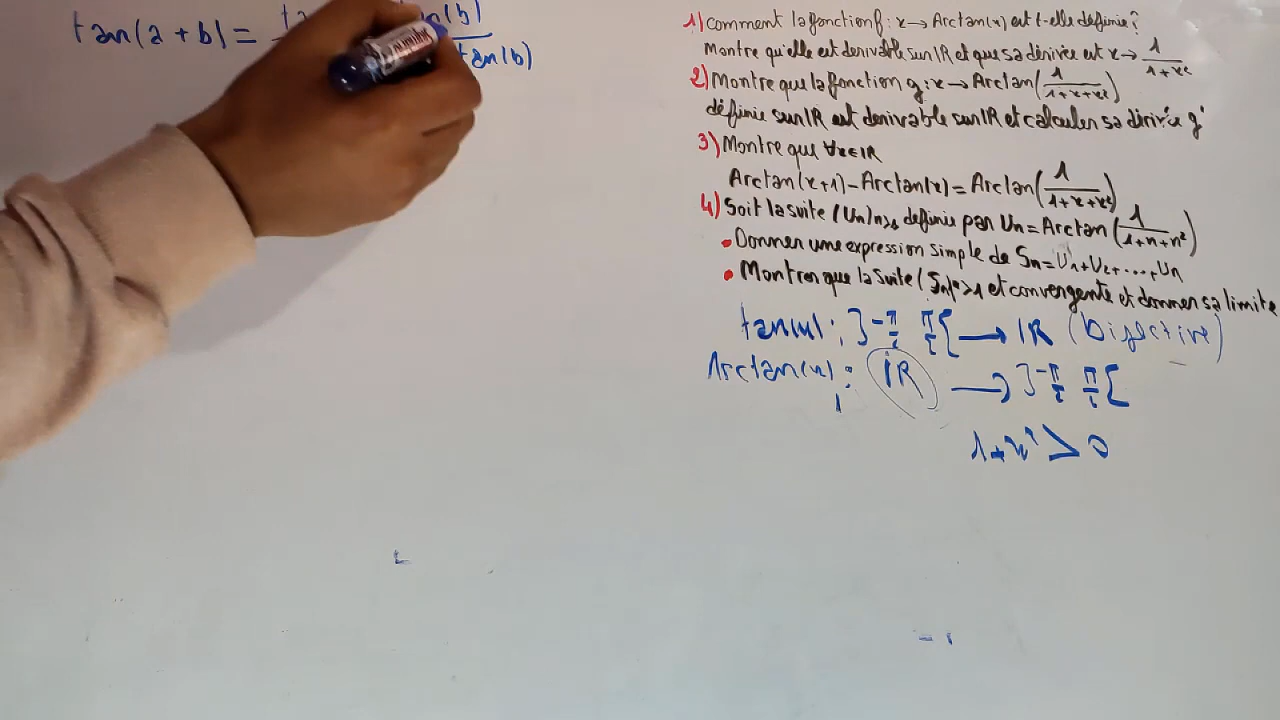 tan(a + b) = tan(b)
tan(b)
1) Comment la fonction f: x → Arctan(x) est t-elle définie?
Montre qu'elle est derivable sur IR et que sa dérivée est x → 1/(1+x²)
2) Montre que la fonction g: x → Arctan(1/(1+x+x²))
définie sur IR est derivable sur IR et calculer sa dérivée g'
3) Montre que ∀x∈IR
Arctan(x+1) - Arctan(x) = Arctan(1/(1+x+x²))
4) Soit la suite (Un)n≥1 definie par Un = Arctan(1/(1+n+n²))
• Donner une expression simple de Sn = U1+U2+...+Un
• Montrer que la suite (Sn)n≥1 et convergente et donner sa limite
tan(x) : ]-π/2 π/2[ → IR (Bijective)
Arctan(x) : IR → ]-π/2 π/2[
1+x² > 0